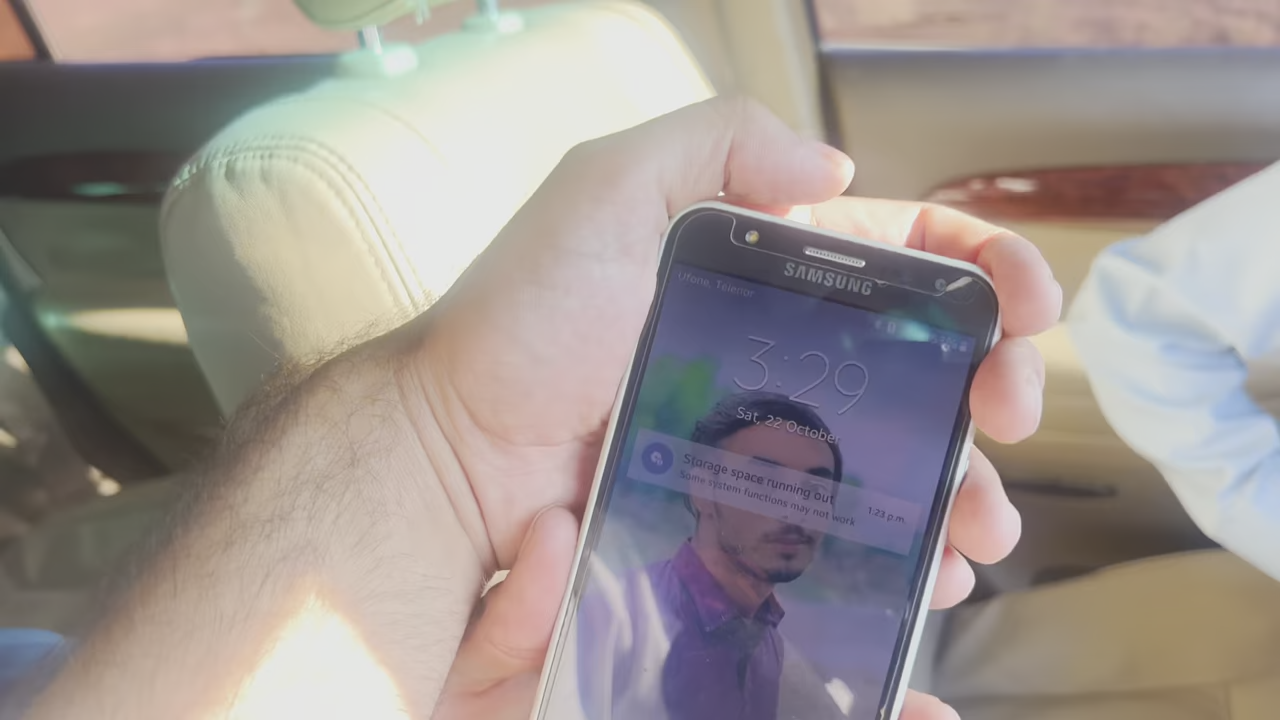 SAMSUNG
Ufone, Telenor
3:29
Sat, 22 October
Storage space running out
Some system functions may not work
1:23 p.m.